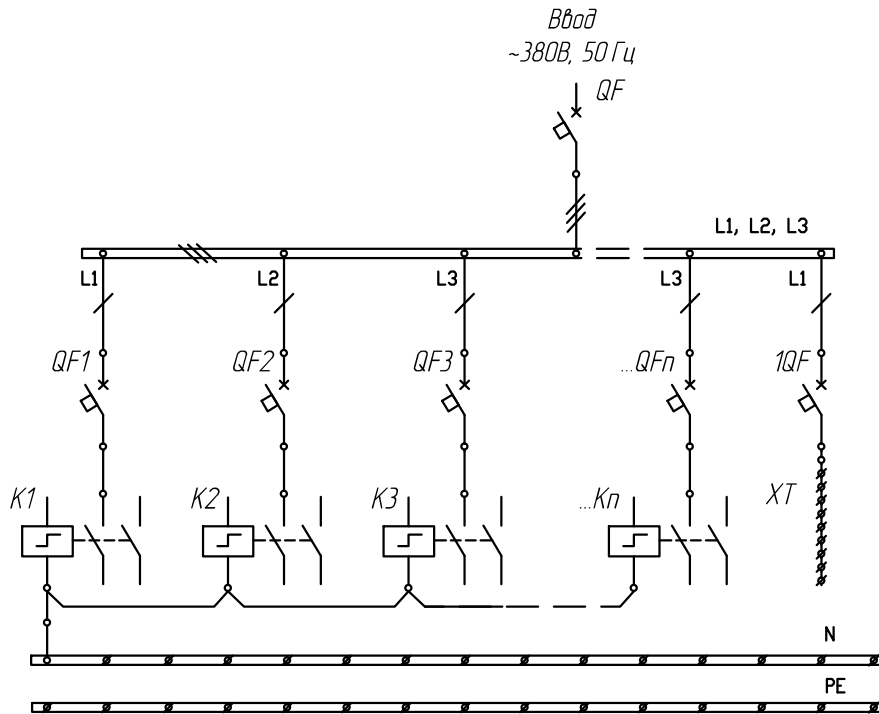 Ввод
~380В, 50 Гц
QF
L1, L2, L3
L1
L2
L3
L3
L1
QF1
QF2
QF3
...QFn
1QF
K1
K2
K3
...Kn
XT
N
PE